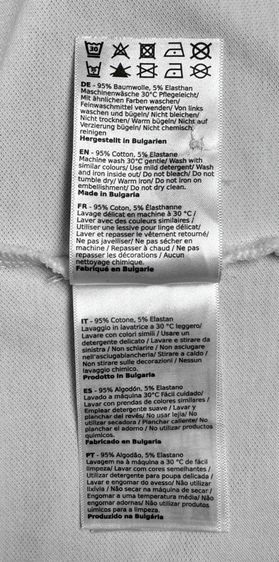 30
DE - 95% Baumwolle, 5% Elasthan
Maschinenwäsche 30°C Pflegeleicht/
Mit ähnlichen Farben waschen/
Feinwaschmittel verwenden/ Von links
waschen und bügeln/ Nicht bleichen/
Nicht trocknen/ Warm bügeln/ Nicht auf
Verzierung bügeln/ Nicht chemisch
reinigen
Hergestellt in Bulgarien
EN - 95% Cotton, 5% Elastane
Machine wash 30°C gentle/ Wash with
similar colours/ Use mild detergent/ Wash
and iron inside out/ Do not bleach/ Do not
tumble dry/ Warm iron/ Do not iron on
embellishment/ Do not dry clean.
Made in Bulgaria
FR - 95% Coton, 5% Élasthanne
Lavage délicat en machine à 30 °C /
Laver avec des couleurs similaires /
Utiliser une lessive pour linge délicat/
Laver et repasser le vêtement retourné/
Ne pas javelliser/ Ne pas sécher en
machine / Repasser à chaud / Ne pas
repasser les décorations / Aucun
nettoyage chimique.
Fabriqué en Bulgarie
IT - 95% Cotone, 5% Elastan
Lavaggio in lavatrice a 30 °C leggero/
Lavare con colori simili / Usare un
detergente delicato / Lavare e stirare da
sinistra / Non schiarire / Non asciugare
nell'asciugabiancheria/ Stirare a caldo /
Non stirare sulle decorazioni / Nessun
lavaggio chimico.
Prodotto in Bulgaria
ES - 95% Algodón, 5% Elastano
Lavado a máquina 30°C Fácil cuidado/
Lavar con prendas de colores similares /
Emplear detergente suave / Lavar y
planchar del revés/ No usar lejía/ No
utilizar secadora / Planchar caliente/ No
planchar el adorno / No utilizar productos
químicos.
Fabricado en Bulgaria
PT - 95% Algodão, 5% Elastano
Lavagem na à máquina a 30 °C de fácil
limpeza/ Lavar com cores semelhantes /
Utilizar detergente para poupa delicada /
Lavar e engomar do avesso/ Não utilizar
lixívia / Não secar na máquina de secar /
Engomar a uma temperatura média/ Não
engomar adornos/ Não utilizar produtos
uímicos para a limpeza.
Produzido na Bulgária